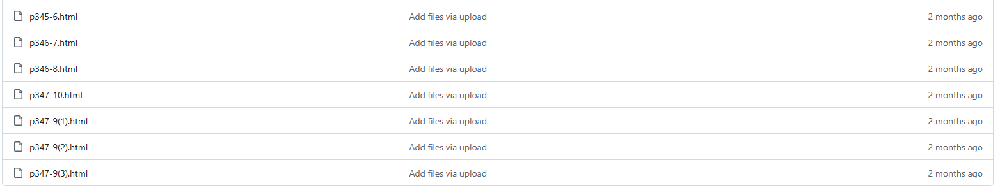 p345-6.html Add files via upload 2 months ago
p346-7.html Add files via upload 2 months ago
p346-8.html Add files via upload 2 months ago
p347-10.html Add files via upload 2 months ago
p347-9(1).html Add files via upload 2 months ago
p347-9(2).html Add files via upload 2 months ago
p347-9(3).html Add files via upload 2 months ago